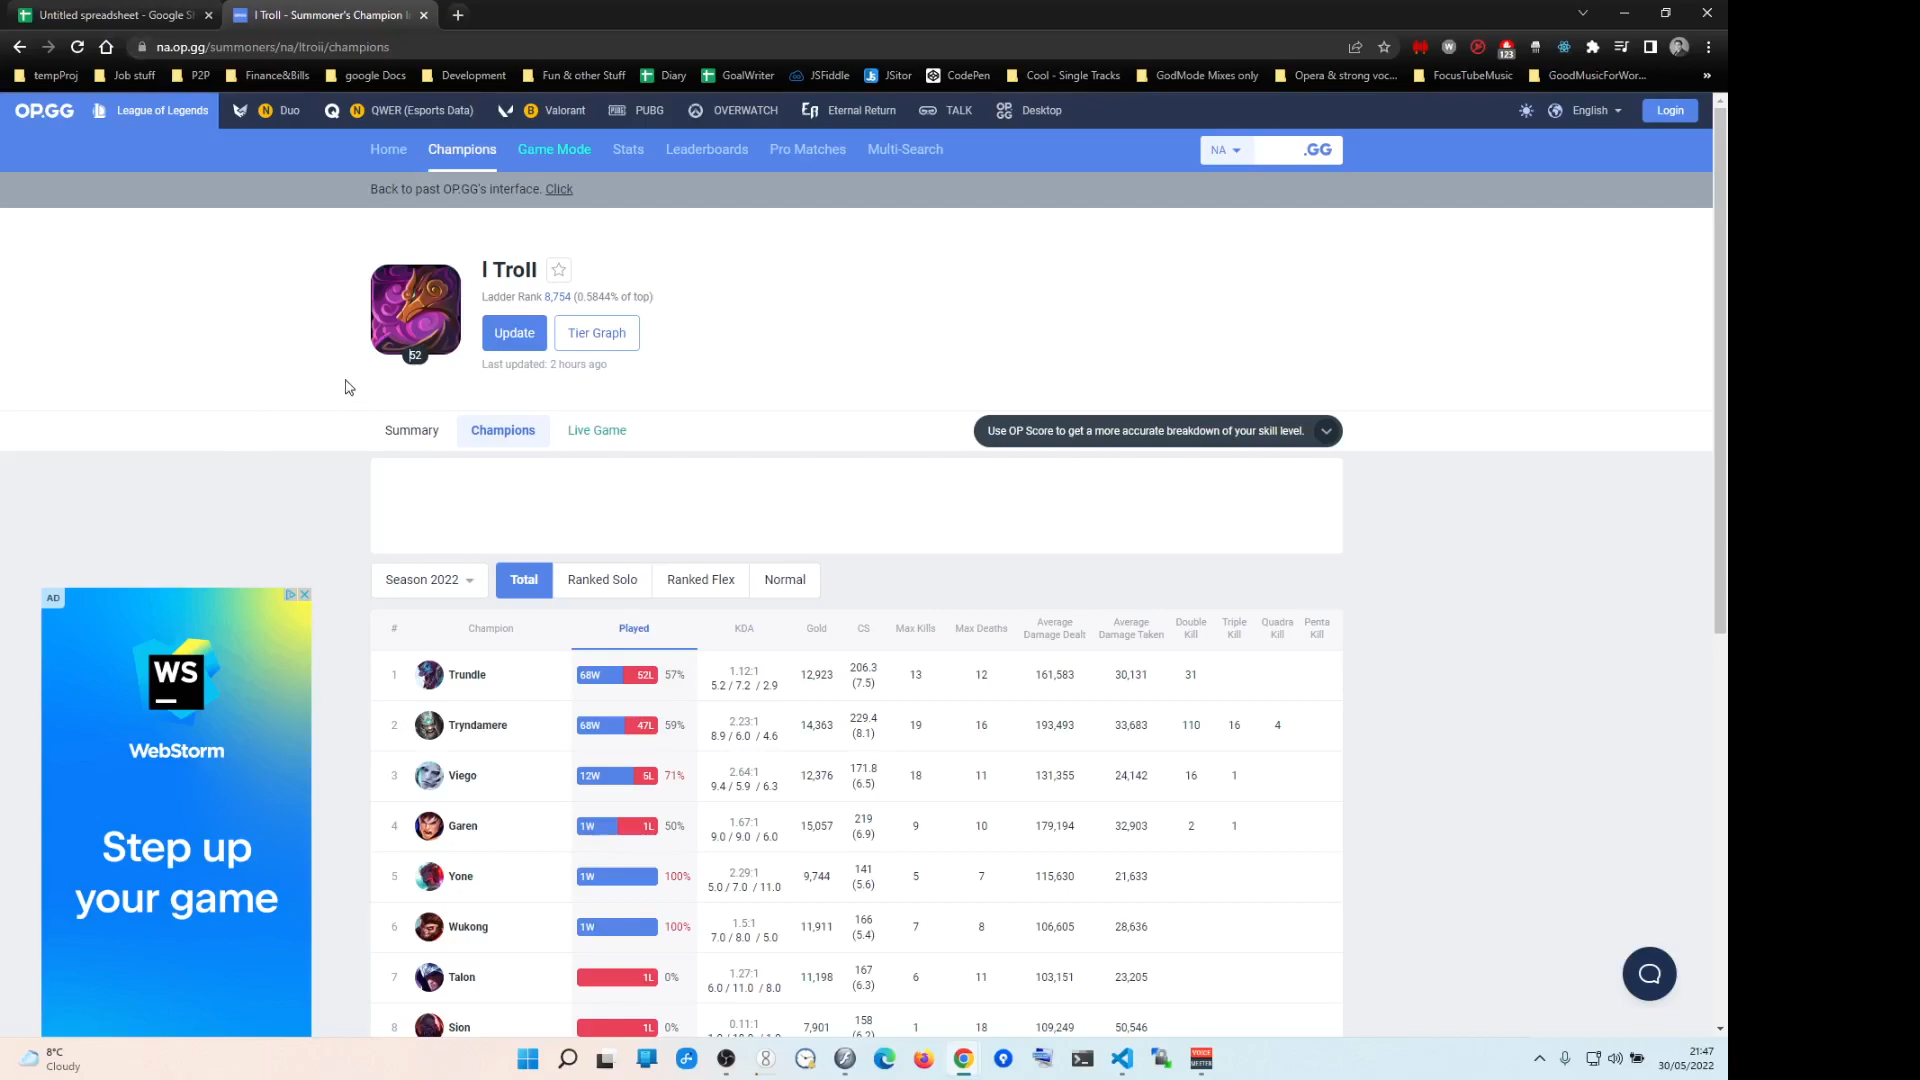 Untitled spreadsheet - Google S
l Troll - Summoner's Champion I
na.op.gg/summoners/na/ltroii/champions
123
tempProj
Job stuff
P2P
Finance&Bills
google Docs
Development
Fun & other Stuff
Diary
GoalWriter
JSFiddle
JSitor
CodePen
Cool - Single Tracks
GodMode Mixes only
Opera & strong voc...
FocusTubeMusic
GoodMusicForWor...
»
OP.GG League of Legends N Duo N QWER (Esports Data) B Valorant PUBG OVERWATCH Eternal Return TALK Desktop English Login
Home Champions Game Mode Stats Leaderboards Pro Matches Multi-Search NA .GG
Back to past OP.GG's interface. Click
l Troll
Ladder Rank 8,754 (0.5844% of top)
Update Tier Graph
52
Last updated: 2 hours ago
Summary Champions Live Game
Use OP Score to get a more accurate breakdown of your skill level.
Season 2022 Total Ranked Solo Ranked Flex Normal
# Champion Played KDA Gold CS Max Kills Max Deaths Average Damage Dealt Average Damage Taken Double Kill Triple Kill Quadra Kill Penta Kill
1 Trundle 68W 52L 57% 1.12:1 5.2 / 7.2 / 2.9 12,923 206.3 (7.5) 13 12 161,583 30,131 31
2 Tryndamere 68W 47L 59% 2.23:1 8.9 / 6.0 / 4.6 14,363 229.4 (8.1) 19 16 193,493 33,683 110 16 4
3 Viego 12W 5L 71% 2.64:1 9.4 / 5.9 / 6.3 12,376 171.8 (6.5) 18 11 131,355 24,142 16 1
4 Garen 1W 1L 50% 1.67:1 9.0 / 9.0 / 6.0 15,057 219 (6.9) 9 10 179,194 32,903 2 1
5 Yone 1W 100% 2.29:1 5.0 / 7.0 / 11.0 9,744 141 (5.6) 5 7 115,630 21,633
6 Wukong 1W 100% 1.5:1 7.0 / 8.0 / 5.0 11,911 166 (5.4) 7 8 106,605 28,636
7 Talon 1L 0% 1.27:1 6.0 / 11.0 / 8.0 11,198 167 (6.3) 6 11 103,151 23,205
8 Sion 1L 0% 0.11:1 7,901 158 1 18 109,249 50,546
AD
WS
WebStorm
Step up
your game
8°C
Cloudy
21:47
30/05/2022